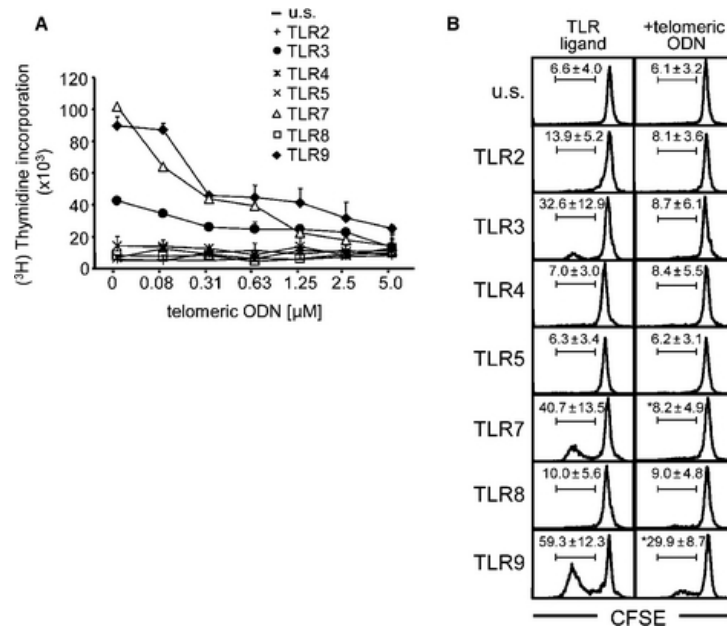 A
u.s.
TLR2
TLR3
TLR4
TLR5
TLR7
TLR8
TLR9
(³H) Thymidine incorporation
(x10³)
120
100
80
60
40
20
0
0 0.08 0.31 0.63 1.25 2.5 5.0
telomeric ODN [µM]
B
TLR ligand
+telomeric ODN
u.s. 6.6±4.0 6.1±3.2
TLR2 13.9±5.2 8.1±3.6
TLR3 32.6±12.9 8.7±6.1
TLR4 7.0±3.0 8.4±5.5
TLR5 6.3±3.4 6.2±3.1
TLR7 40.7±13.5 *8.2±4.9
TLR8 10.0±5.6 9.0±4.8
TLR9 59.3±12.3 *29.9±8.7
CFSE